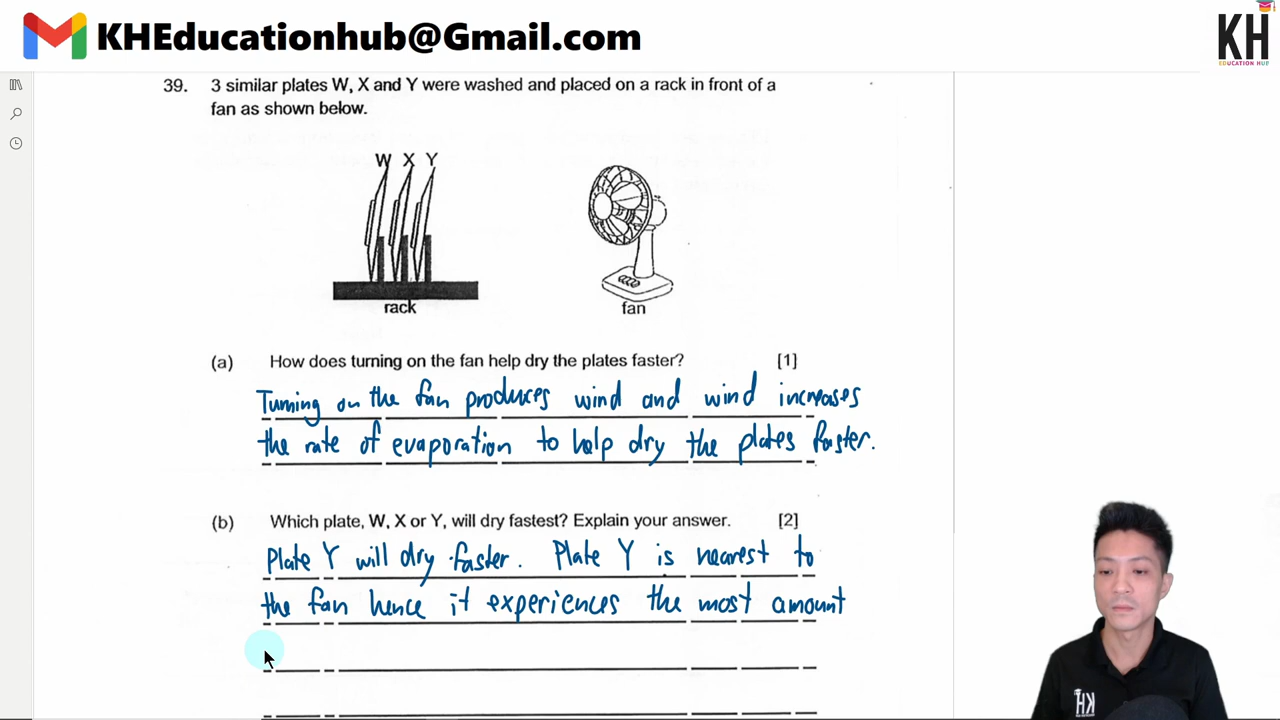 KHEducationhub@Gmail.com
KH
EDUCATION HUP
39. 3 similar plates W, X and Y were washed and placed on a rack in front of a
fan as shown below.
W X Y
rack
fan
(a) How does turning on the fan help dry the plates faster? [1]
Turning on the fan produces wind and wind increases
the rate of evaporation to help dry the plates faster.
(b) Which plate, W, X or Y, will dry fastest? Explain your answer. [2]
Plate Y will dry faster. Plate Y is nearest to
the fan hence it experiences the most amount
KH